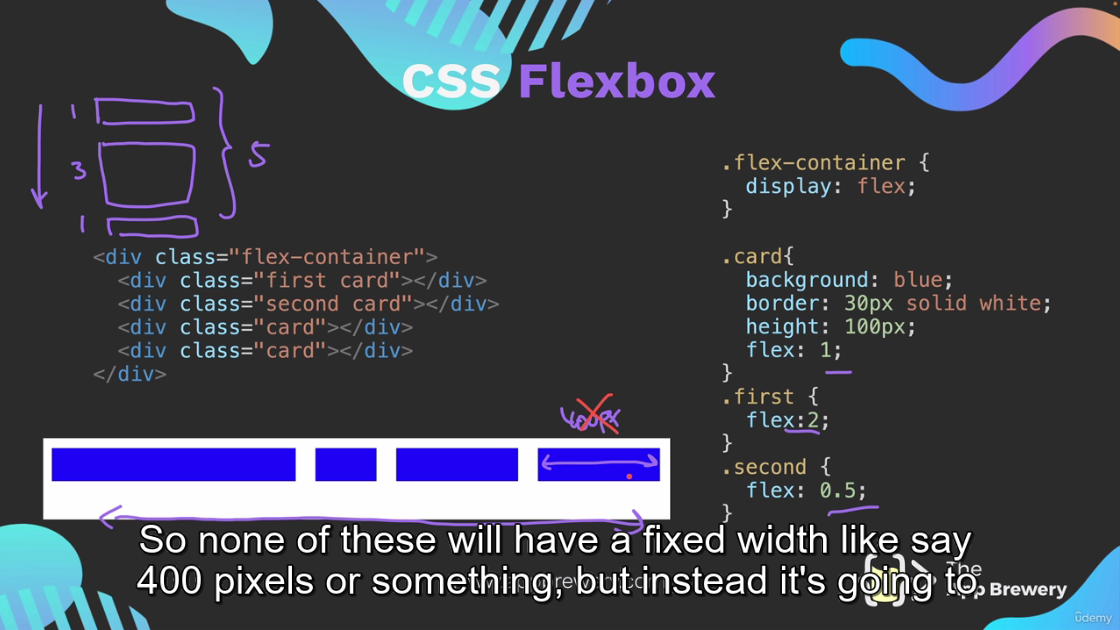 CSS Flexbox
1
3
1
5
<div class="flex-container">
<div class="first card"></div>
<div class="second card"></div>
<div class="card"></div>
<div class="card"></div>
</div>
.flex-container {
display: flex;
}
.card{
background: blue;
border: 30px solid white;
height: 100px;
flex: 1;
}
.first {
flex:2;
}
.second {
flex: 0.5;
}
400px
So none of these will have a fixed width like say
400 pixels or something, but instead it's going to
The
App Brewery
udemy